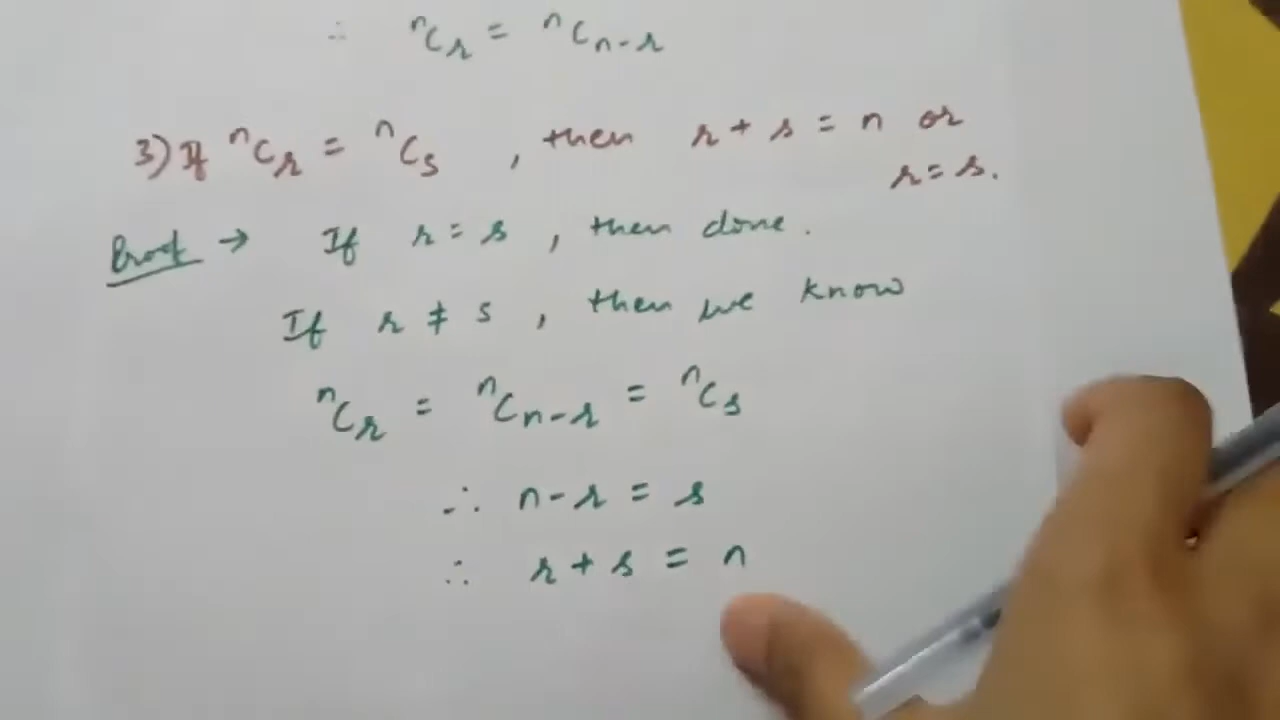 ∴ ⁿCᵣ = ⁿCₙ₋ᵣ
3) If ⁿCᵣ = ⁿCₛ , then r + s = n or
r = s.
Proof → If r = s , then done.
If r ≠ s , then we know
ⁿCᵣ = ⁿCₙ₋ᵣ = ⁿCₛ
∴ n - r = s
∴ r + s = n